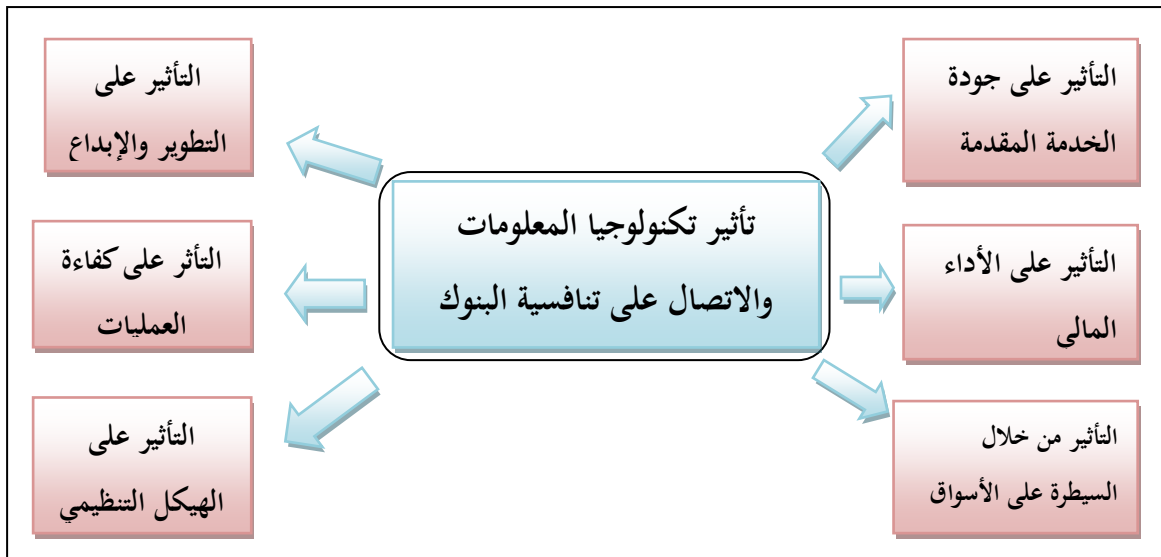 التأثير على جودة
الخدمة المقدمة
التأثير على الأداء
المالي
التأثير من خلال
السيطرة على الأسواق
تأثير تكنولوجيا المعلومات
والاتصال على تنافسية البنوك
التأثير على
التطوير والإبداع
التأثر على كفاءة
العمليات
التأثير على
الهيكل التنظيمي